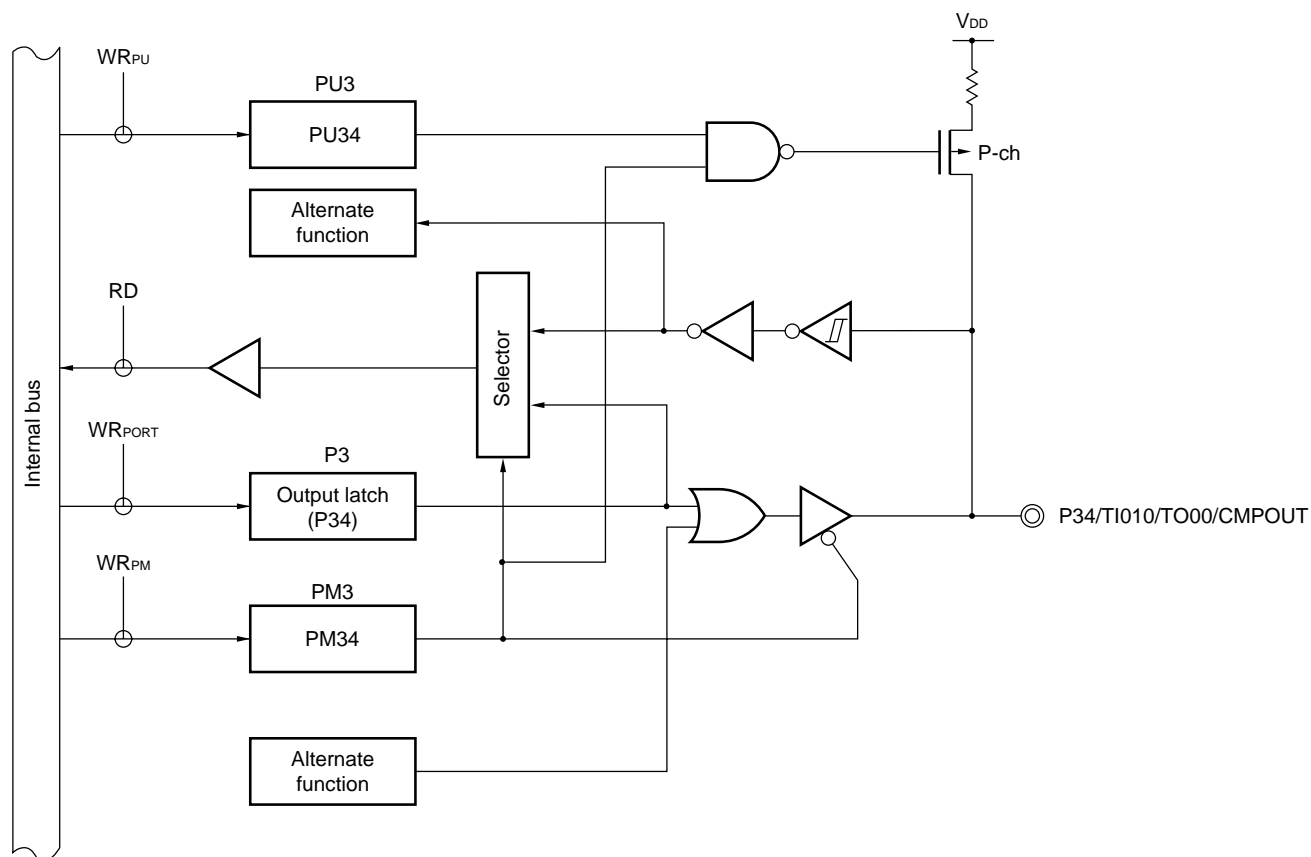 VDD
WRPU
PU3
PU34
P-ch
Alternate
function
RD
Selector
Internal bus
WRPORT
P3
Output latch
(P34)
P34/TI010/TO00/CMPOUT
WRPM
PM3
PM34
Alternate
function